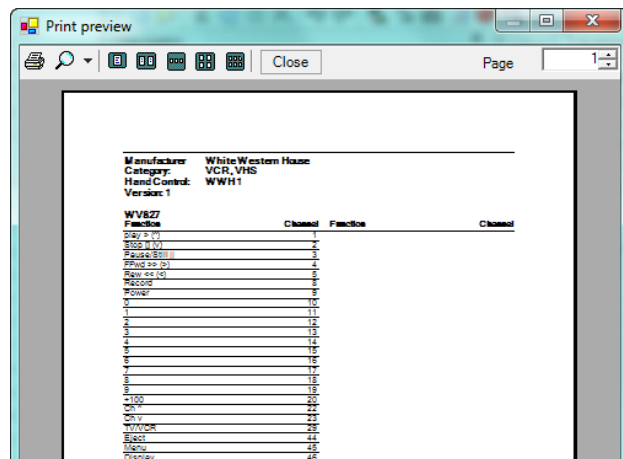 Print preview
Close
Page 1
Manufacturer White Western House
Category: VCR, VHS
Hand Control: WWH1
Version: 1
WV827
Function Channel Function Channel
play > (^) 1
Stop [] (v) 2
Pause/Still || 3
FFwd >> (>) 4
Rew << (<) 5
Record 8
Power 9
0 10
1 11
2 12
3 13
4 14
5 15
6 16
7 17
8 18
9 19
+100 20
Ch ^ 22
Ch v 23
TV/VCR 29
Eject 44
Menu 45
Display 46